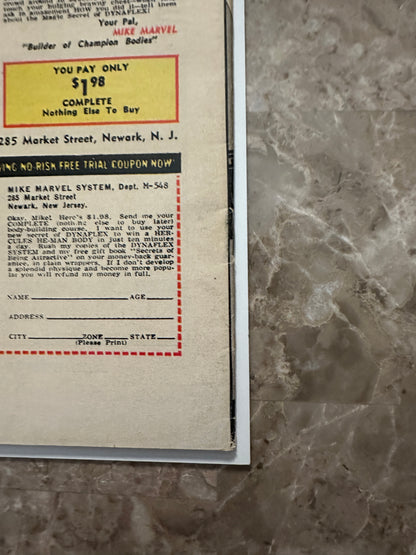 touch your bulging brawny chest
ask in amazement HOW you did it—tell them
about the Magic Secret of DYNAFLEX!
Your Pal,
MIKE MARVEL
"Builder of Champion Bodies"
YOU PAY ONLY
$1 98
COMPLETE
Nothing Else To Buy
285 Market Street, Newark, N. J.
NO-RISK FREE TRIAL COUPON NOW!
MIKE MARVEL SYSTEM, Dept. M-548
285 Market Street
Newark, New Jersey.
Okay, Mike! Here's $1.98. Send me your
COMPLETE (nothing else to buy later)
body-building course. I want to use your
new secret of DYNAFLEX to win a HER-
CULES HE-MAN BODY in just ten minutes
a day. Rush my copies of the DYNAFLEX
SYSTEM and my free gift book "Secrets of
Being Attractive" on your money-back guar-
antee, in plain wrappers. If I don't develop
a splendid physique and become more popu-
lar you will refund my money in full.
NAME AGE
ADDRESS
CITY ZONE STATE
(Please Print)